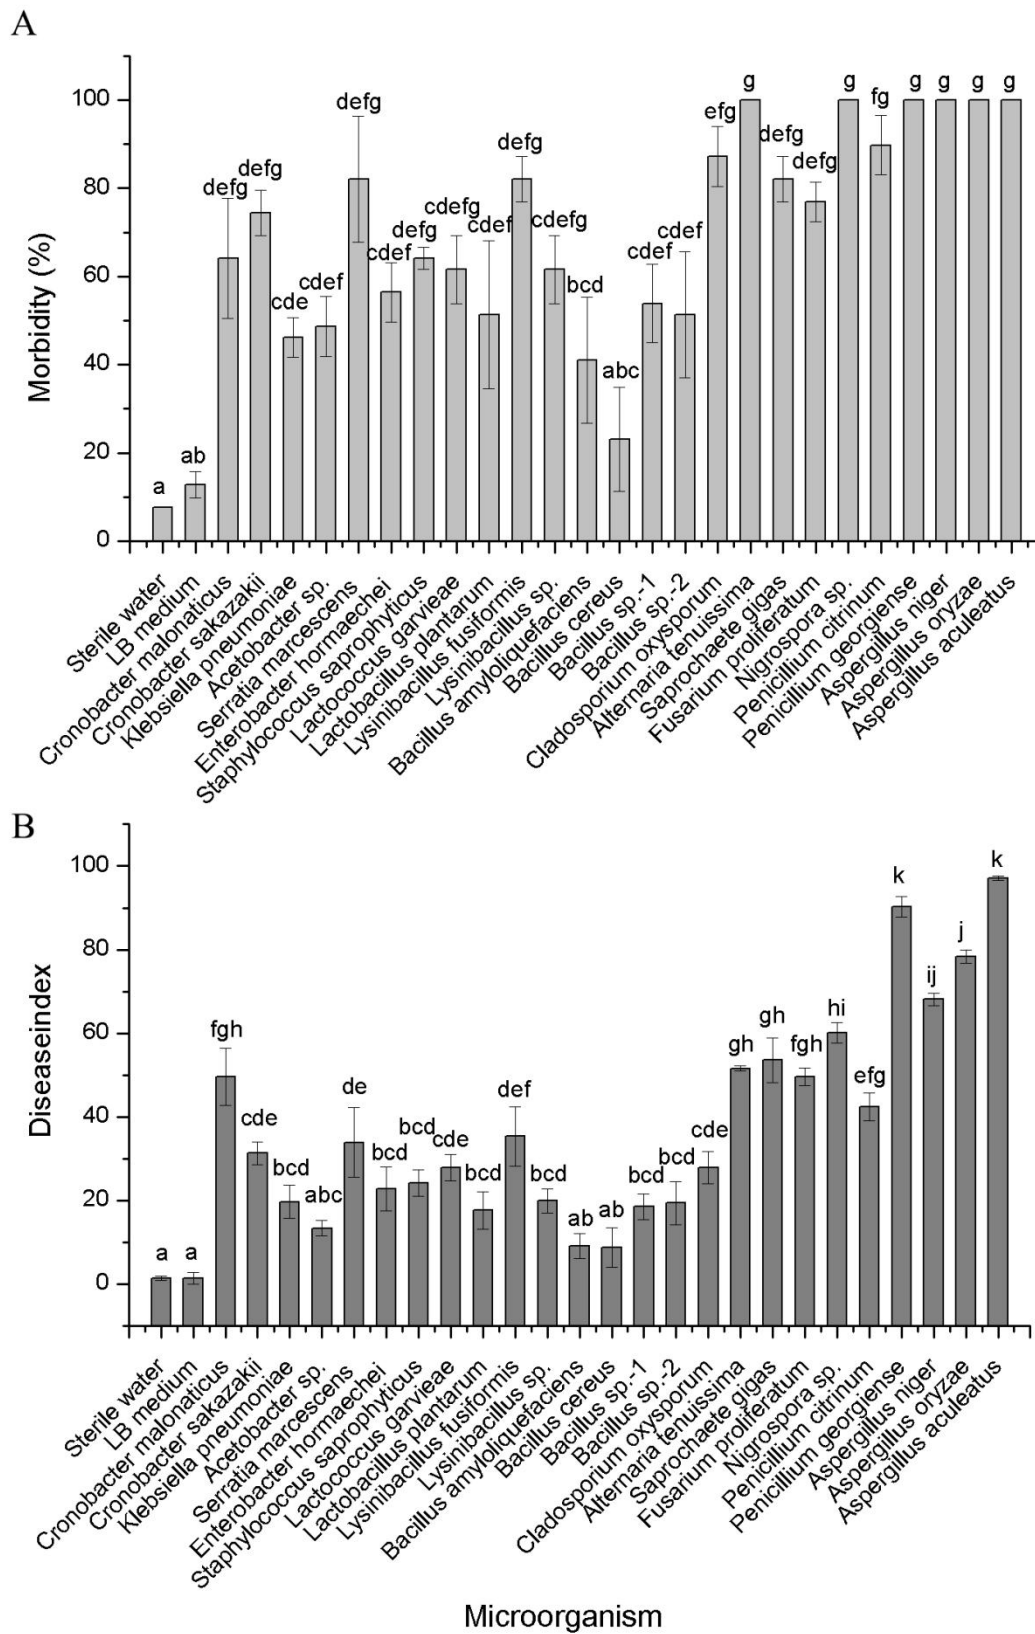 A
Morbidity (%)
100
80
60
40
20
0
a
ab
defg
defg
cde
cdef
defg
cdef
defg
cdefg
cdef
defg
cdefg
bcd
abc
cdef
cdef
efg
g
defg
defg
g
fg
g
g
g
g
Sterile water
LB medium
Cronobacter malonaticus
Cronobacter sakazakii
Klebsiella pneumoniae
Acetobacter sp.
Serratia marcescens
Enterobacter hormaechei
Staphylococcus saprophyticus
Lactococcus garvieae
Lactobacillus plantarum
Lysinibacillus fusiformis
Lysinibacillus sp.
Bacillus amyloliquefaciens
Bacillus cereus
Bacillus sp.-1
Bacillus sp.-2
Cladosporium oxysporum
Alternaria tenuissima
Saprochaete gigas
Fusarium proliferatum
Nigrospora sp.
Penicillium citrinum
Penicillium georgiense
Aspergillus niger
Aspergillus oryzae
Aspergillus aculeatus
B
Diseaseindex
100
80
60
40
20
0
a
a
fgh
cde
bcd
abc
de
bcd
bcd
cde
bcd
def
bcd
ab
ab
bcd
bcd
cde
gh
gh
fgh
hi
efg
k
ij
j
k
Sterile water
LB medium
Cronobacter malonaticus
Cronobacter sakazakii
Klebsiella pneumoniae
Acetobacter sp.
Serratia marcescens
Enterobacter hormaechei
Staphylococcus saprophyticus
Lactococcus garvieae
Lactobacillus plantarum
Lysinibacillus fusiformis
Lysinibacillus sp.
Bacillus amyloliquefaciens
Bacillus cereus
Bacillus sp.-1
Bacillus sp.-2
Cladosporium oxysporum
Alternaria tenuissima
Saprochaete gigas
Fusarium proliferatum
Nigrospora sp.
Penicillium citrinum
Penicillium georgiense
Aspergillus niger
Aspergillus oryzae
Aspergillus aculeatus
Microorganism